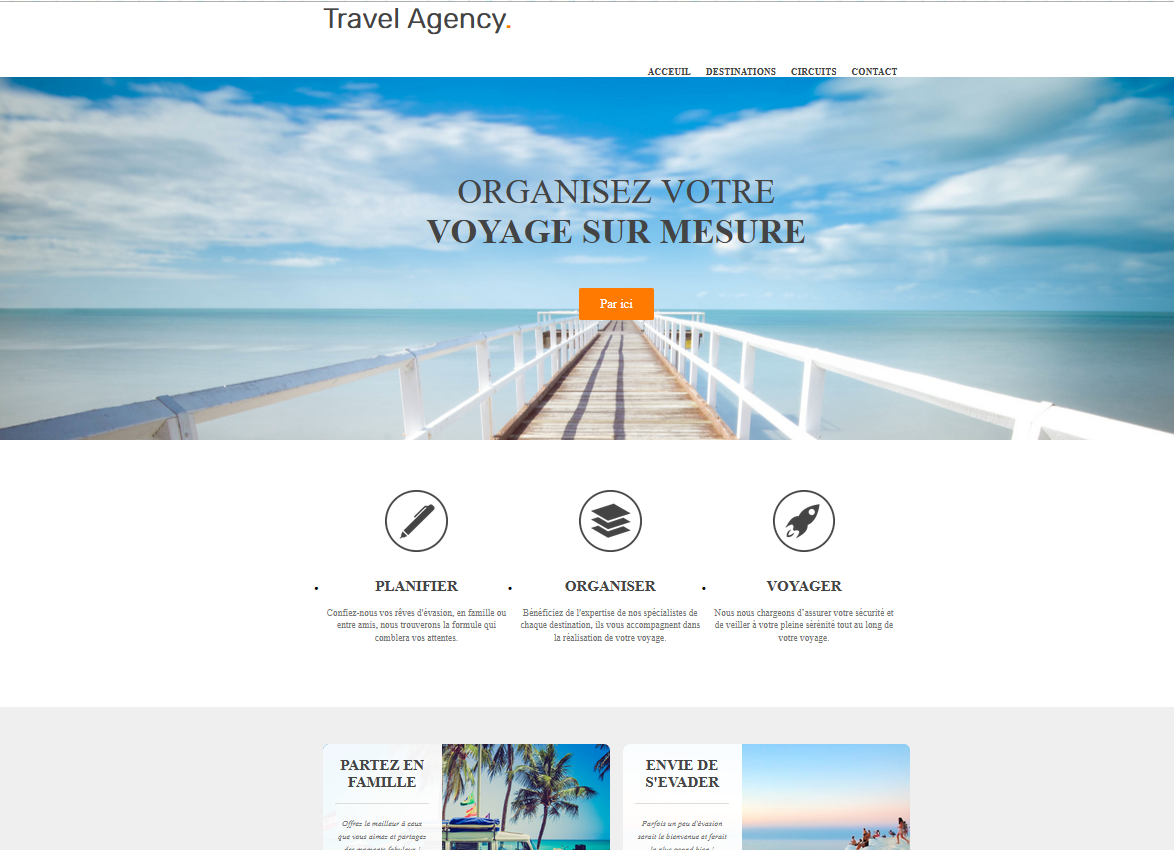 Travel Agency.
ACCEUIL DESTINATIONS CIRCUITS CONTACT
ORGANISEZ VOTRE
VOYAGE SUR MESURE
Par ici
PLANIFIER
Confiez-nous vos rêves d'évasion, en famille ou
entre amis, nous trouverons la formule qui
comblera vos attentes.
ORGANISER
Bénéficiez de l'expertise de nos spécialistes de
chaque destination, ils vous accompagnent dans
la réalisation de votre voyage.
VOYAGER
Nous nous chargeons d'assurer votre sécurité et
de veiller à votre pleine sérénité tout au long de
votre voyage.
PARTEZ EN
FAMILLE
Offrez le meilleur à ceux
que vous aimez et partagez
des moments fabuleux !
ENVIE DE
S'EVADER
Parfois un peu d'évasion
serait le bienvenue et ferait
le plus grand bien !